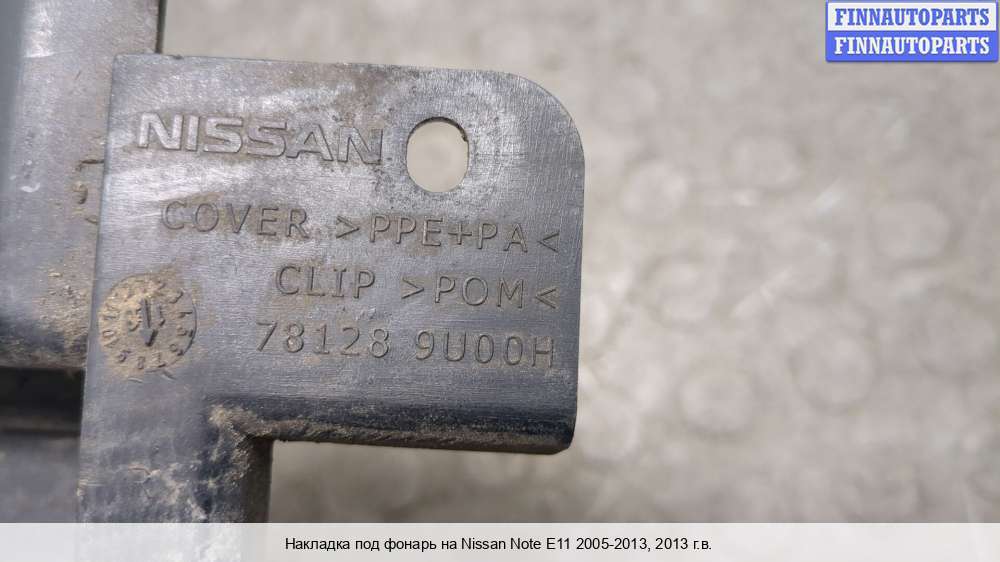 FINNAUTOPARTS
FINNAUTOPARTS
NISSAN
COVER >PPE+PA<
CLIP >POM<
78128 9U00H
Накладка под фонарь на Nissan Note E11 2005-2013, 2013 г.в.